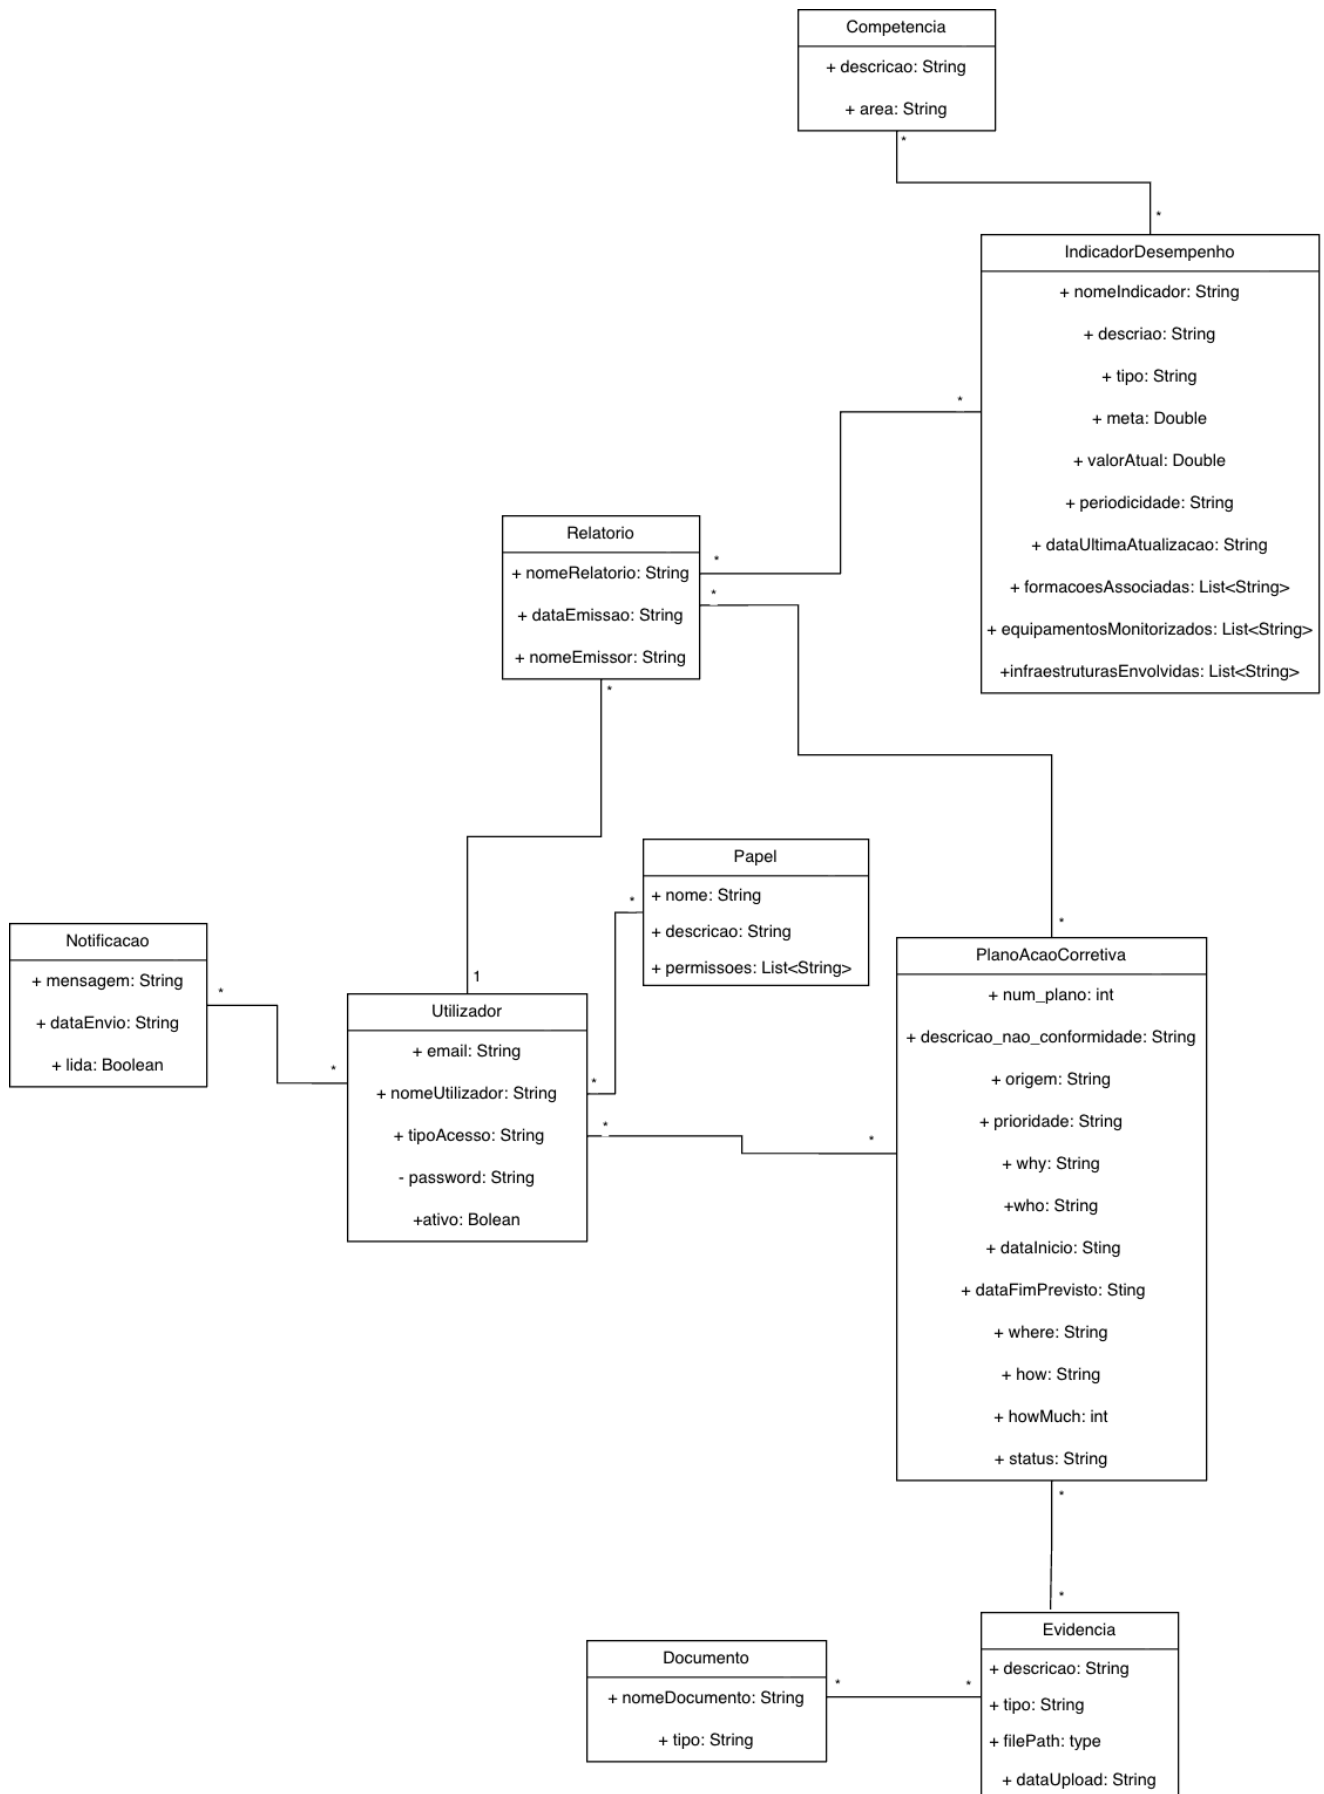 Competencia
+ descricao: String
+ area: String
*
*
IndicadorDesempenho
+ nomeIndicador: String
+ descriao: String
+ tipo: String
+ meta: Double
+ valorAtual: Double
+ periodicidade: String
+ dataUltimaAtualizacao: String
+ formacoesAssociadas: List<String>
+ equipamentosMonitorizados: List<String>
+infraestruturasEnvolvidas: List<String>
*
Relatorio
+ nomeRelatorio: String
+ dataEmissao: String
+ nomeEmissor: String
*
*
*
Papel
+ nome: String
+ descricao: String
+ permissoes: List<String>
*
Notificacao
+ mensagem: String
+ dataEnvio: String
+ lida: Boolean
*
*
1
Utilizador
+ email: String
+ nomeUtilizador: String
+ tipoAcesso: String
- password: String
+ativo: Bolean
*
*
*
*
PlanoAcaoCorretiva
+ num_plano: int
+ descricao_nao_conformidade: String
+ origem: String
+ prioridade: String
+ why: String
+who: String
+ dataInicio: Sting
+ dataFimPrevisto: Sting
+ where: String
+ how: String
+ howMuch: int
+ status: String
*
*
Documento
+ nomeDocumento: String
+ tipo: String
*
*
Evidencia
+ descricao: String
+ tipo: String
+ filePath: type
+ dataUpload: String